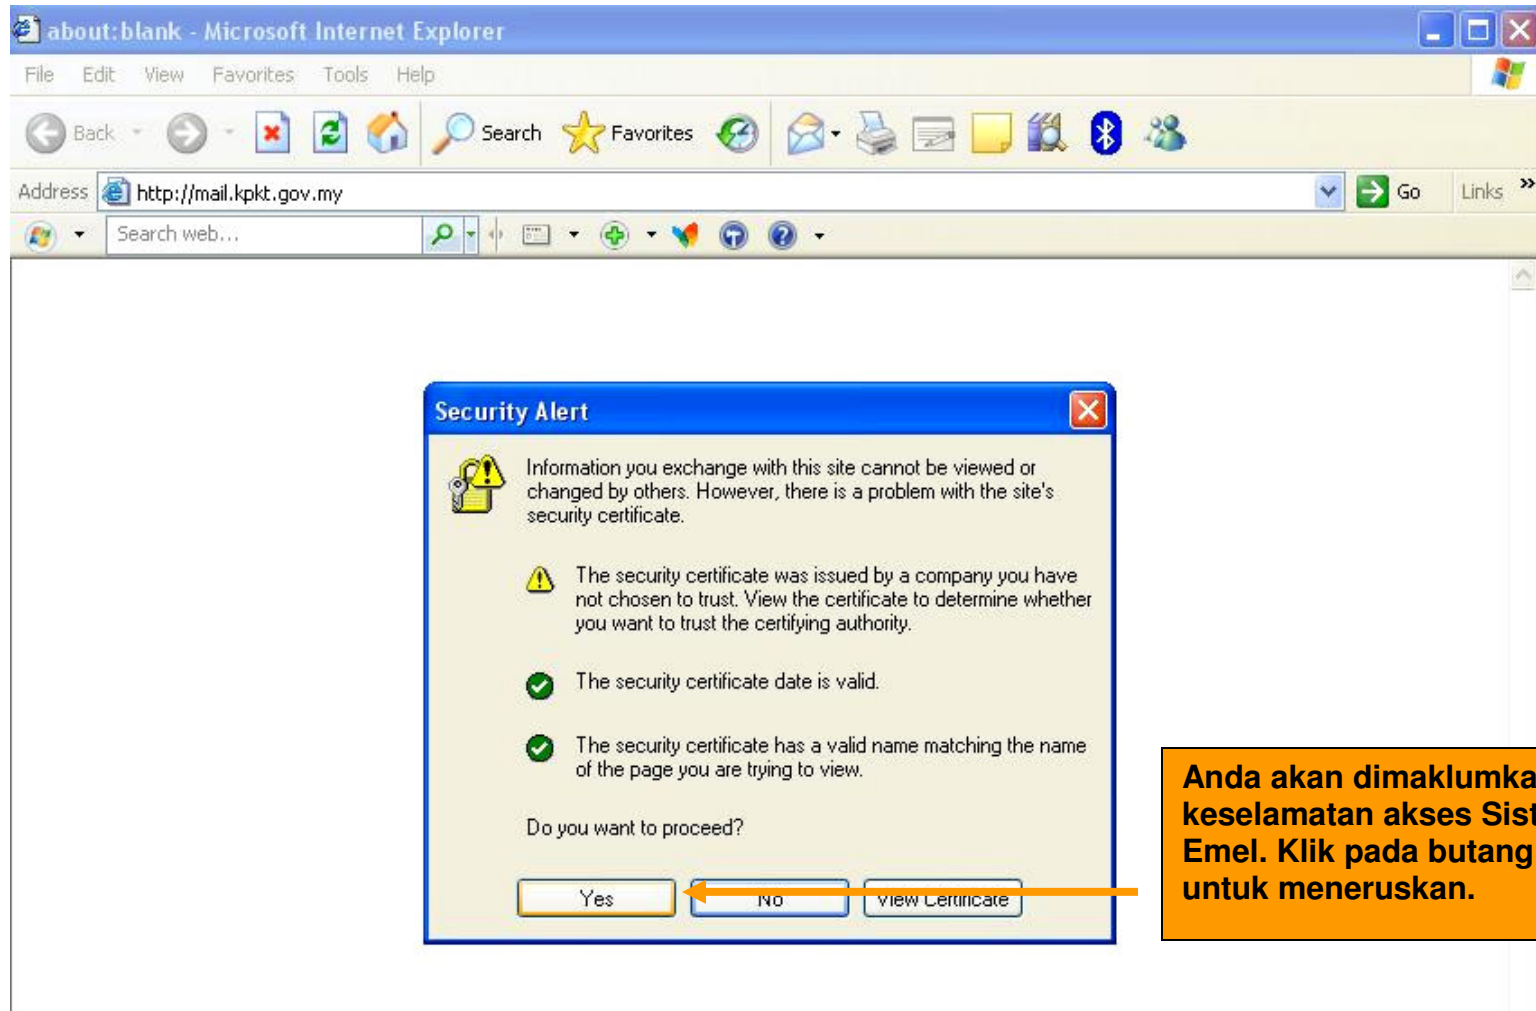 about:blank - Microsoft Internet Explorer
File Edit View Favorites Tools Help
Back Search Favorites
Address http://mail.kpkt.gov.my Go Links »
Search web...
Security Alert
Information you exchange with this site cannot be viewed or
changed by others. However, there is a problem with the site's
security certificate.
The security certificate was issued by a company you have
not chosen to trust. View the certificate to determine whether
you want to trust the certifying authority.
The security certificate date is valid.
The security certificate has a valid name matching the name
of the page you are trying to view.
Do you want to proceed?
Yes No View Certificate
Anda akan dimaklumka
keselamatan akses Sist
Emel. Klik pada butang
untuk meneruskan.